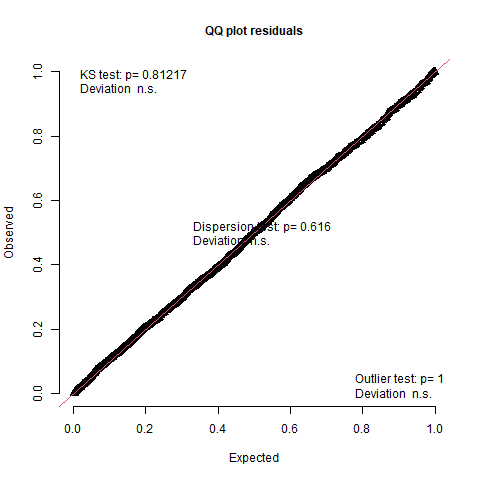 QQ plot residuals
KS test: p= 0.81217
Deviation n.s.
Dispersion test: p= 0.616
Deviation n.s.
Outlier test: p= 1
Deviation n.s.
Observed
0.0 0.2 0.4 0.6 0.8 1.0
0.0 0.2 0.4 0.6 0.8 1.0
Expected